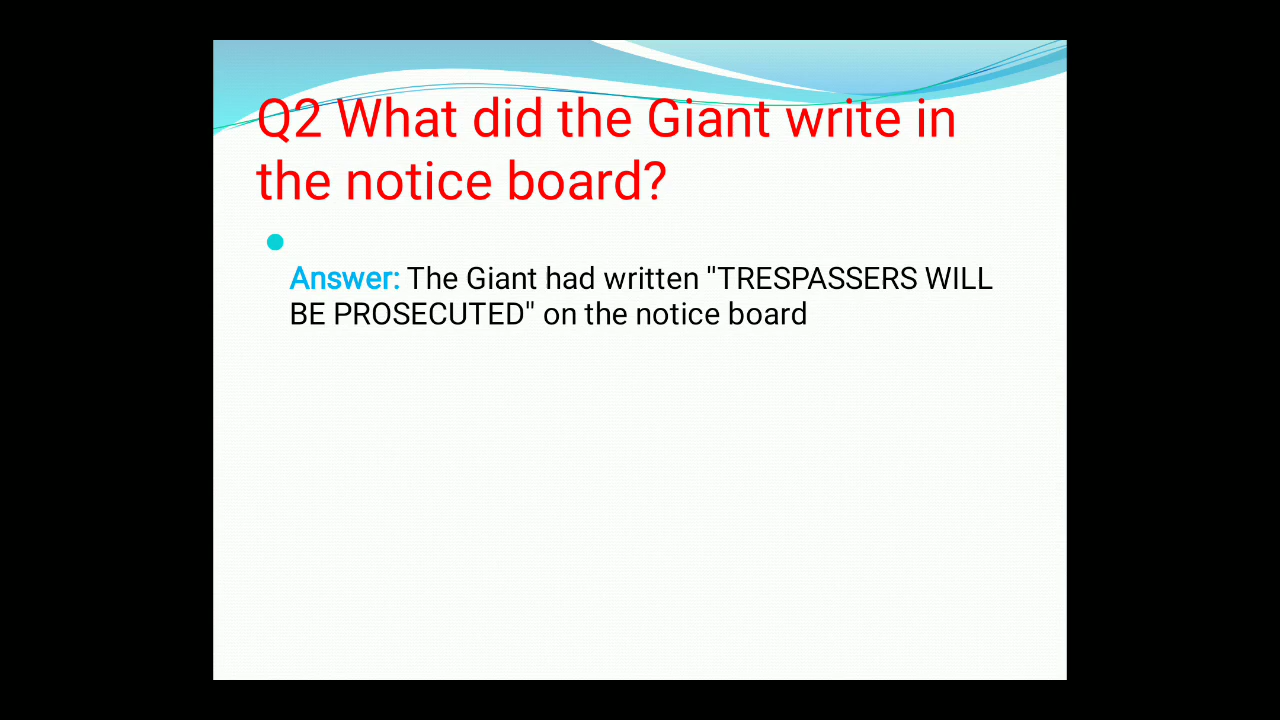 Q2 What did the Giant write in
the notice board?
Answer: The Giant had written "TRESPASSERS WILL
BE PROSECUTED" on the notice board